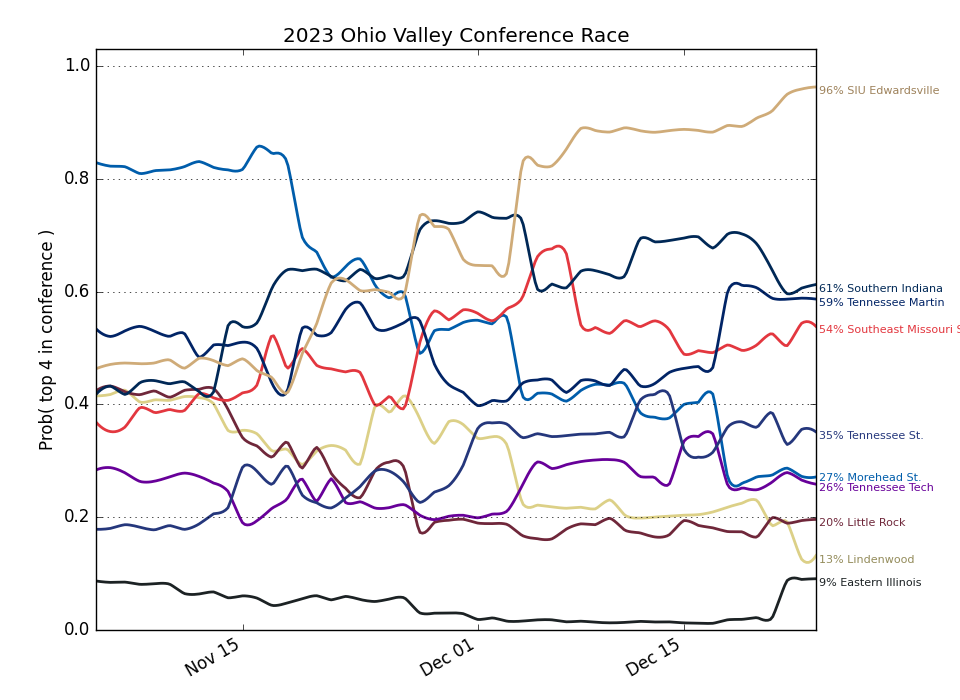 2023 Ohio Valley Conference Race
Prob( top 4 in conference )
1.0
0.8
0.6
0.4
0.2
0.0
Nov 15
Dec 01
Dec 15
96% SIU Edwardsville
61% Southern Indiana
59% Tennessee Martin
54% Southeast Missouri S
35% Tennessee St.
27% Morehead St.
26% Tennessee Tech
20% Little Rock
13% Lindenwood
9% Eastern Illinois